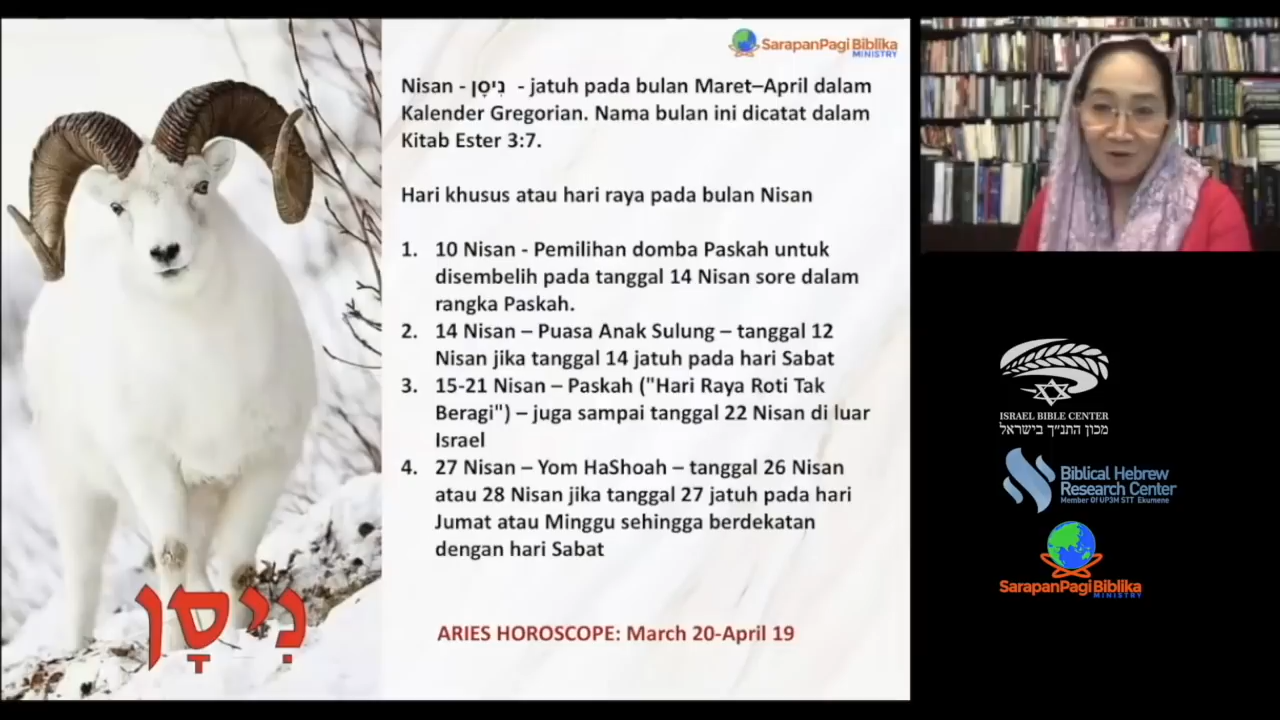 SarapanPagi Biblika
MINISTRY
Nisan - נִיסָן - jatuh pada bulan Maret–April dalam
Kalender Gregorian. Nama bulan ini dicatat dalam
Kitab Ester 3:7.
Hari khusus atau hari raya pada bulan Nisan
1. 10 Nisan - Pemilihan domba Paskah untuk
disembelih pada tanggal 14 Nisan sore dalam
rangka Paskah.
2. 14 Nisan – Puasa Anak Sulung – tanggal 12
Nisan jika tanggal 14 jatuh pada hari Sabat
3. 15-21 Nisan – Paskah ("Hari Raya Roti Tak
Beragi") – juga sampai tanggal 22 Nisan di luar
Israel
4. 27 Nisan – Yom HaShoah – tanggal 26 Nisan
atau 28 Nisan jika tanggal 27 jatuh pada hari
Jumat atau Minggu sehingga berdekatan
dengan hari Sabat
ARIES HOROSCOPE: March 20-April 19
נִיסָן
ISRAEL BIBLE CENTER
מכון התנ״ך בישראל
Biblical Hebrew
Research Center
Member Of UP3M STT Ekumene
SarapanPagi Biblika
MINISTRY